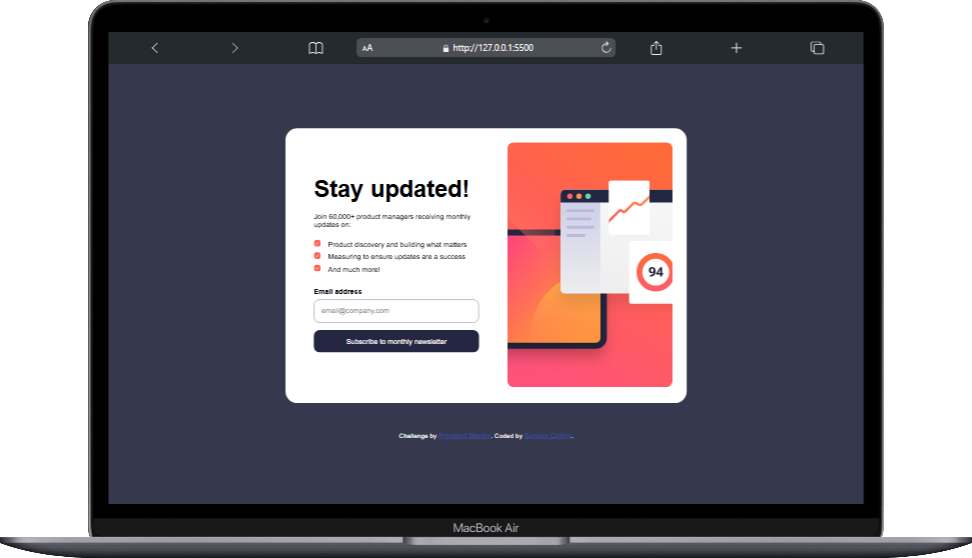 AA
http://127.0.0.1:5500
Stay updated!
Join 60,000+ product managers receiving monthly
updates on:
Product discovery and building what matters
Measuring to ensure updates are a success
And much more!
Email address
email@company.com
Subscribe to monthly newsletter
94
Challenge by Frontend Mentor. Coded by
MacBook Air